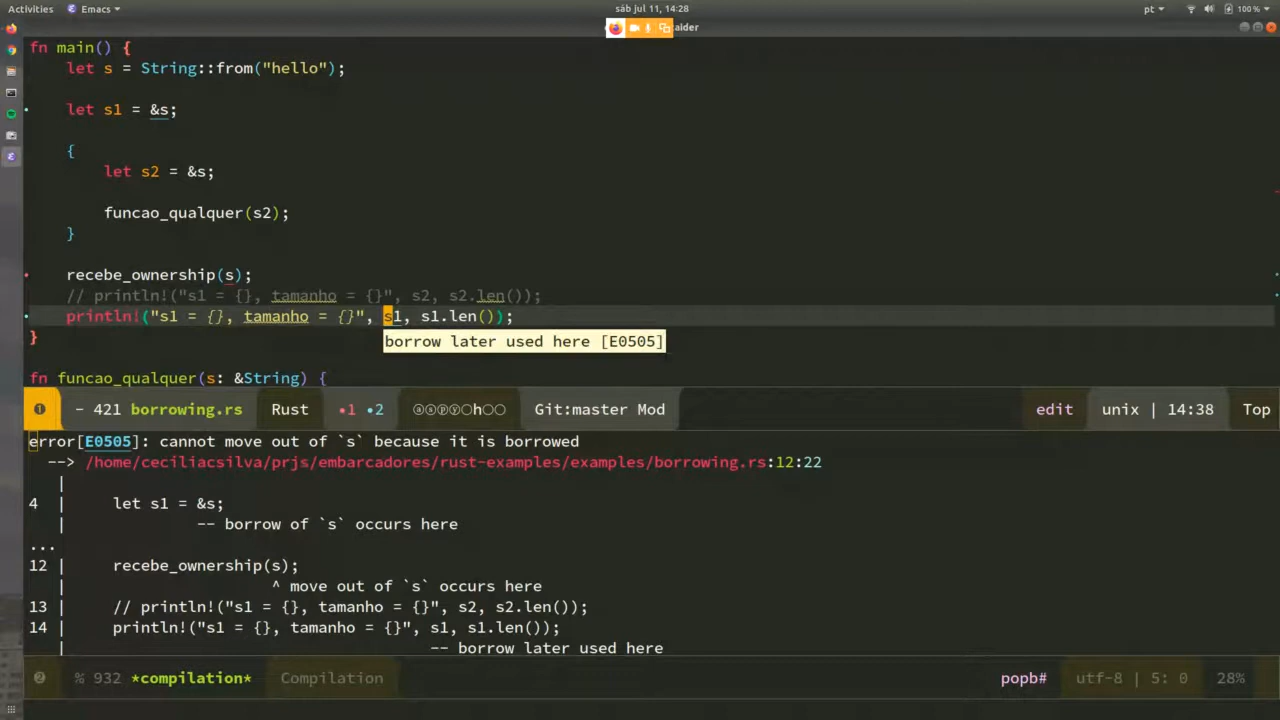 Activities Emacs sáb jul 11, 14:28 pt 100 %
aider
fn main() {
let s = String::from("hello");
let s1 = &s;
{
let s2 = &s;
funcao_qualquer(s2);
}
recebe_ownership(s);
// println!("s1 = {}, tamanho = {}", s2, s2.len());
println!("s1 = {}, tamanho = {}", s1, s1.len());
borrow later used here [E0505]
}
fn funcao_qualquer(s: &String) {
❶ - 421 borrowing.rs Rust •1 •2 ⓐⓢⓟⓨ○h○○ Git:master Mod edit unix | 14:38 Top
error[E0505]: cannot move out of `s` because it is borrowed
--> /home/ceciliacsilva/prjs/embarcadores/rust-examples/examples/borrowing.rs:12:22
|
4 | let s1 = &s;
| -- borrow of `s` occurs here
...
12 | recebe_ownership(s);
| ^ move out of `s` occurs here
13 | // println!("s1 = {}, tamanho = {}", s2, s2.len());
14 | println!("s1 = {}, tamanho = {}", s1, s1.len());
| -- borrow later used here
❷ % 932 *compilation* Compilation popb# utf-8 | 5: 0 28%